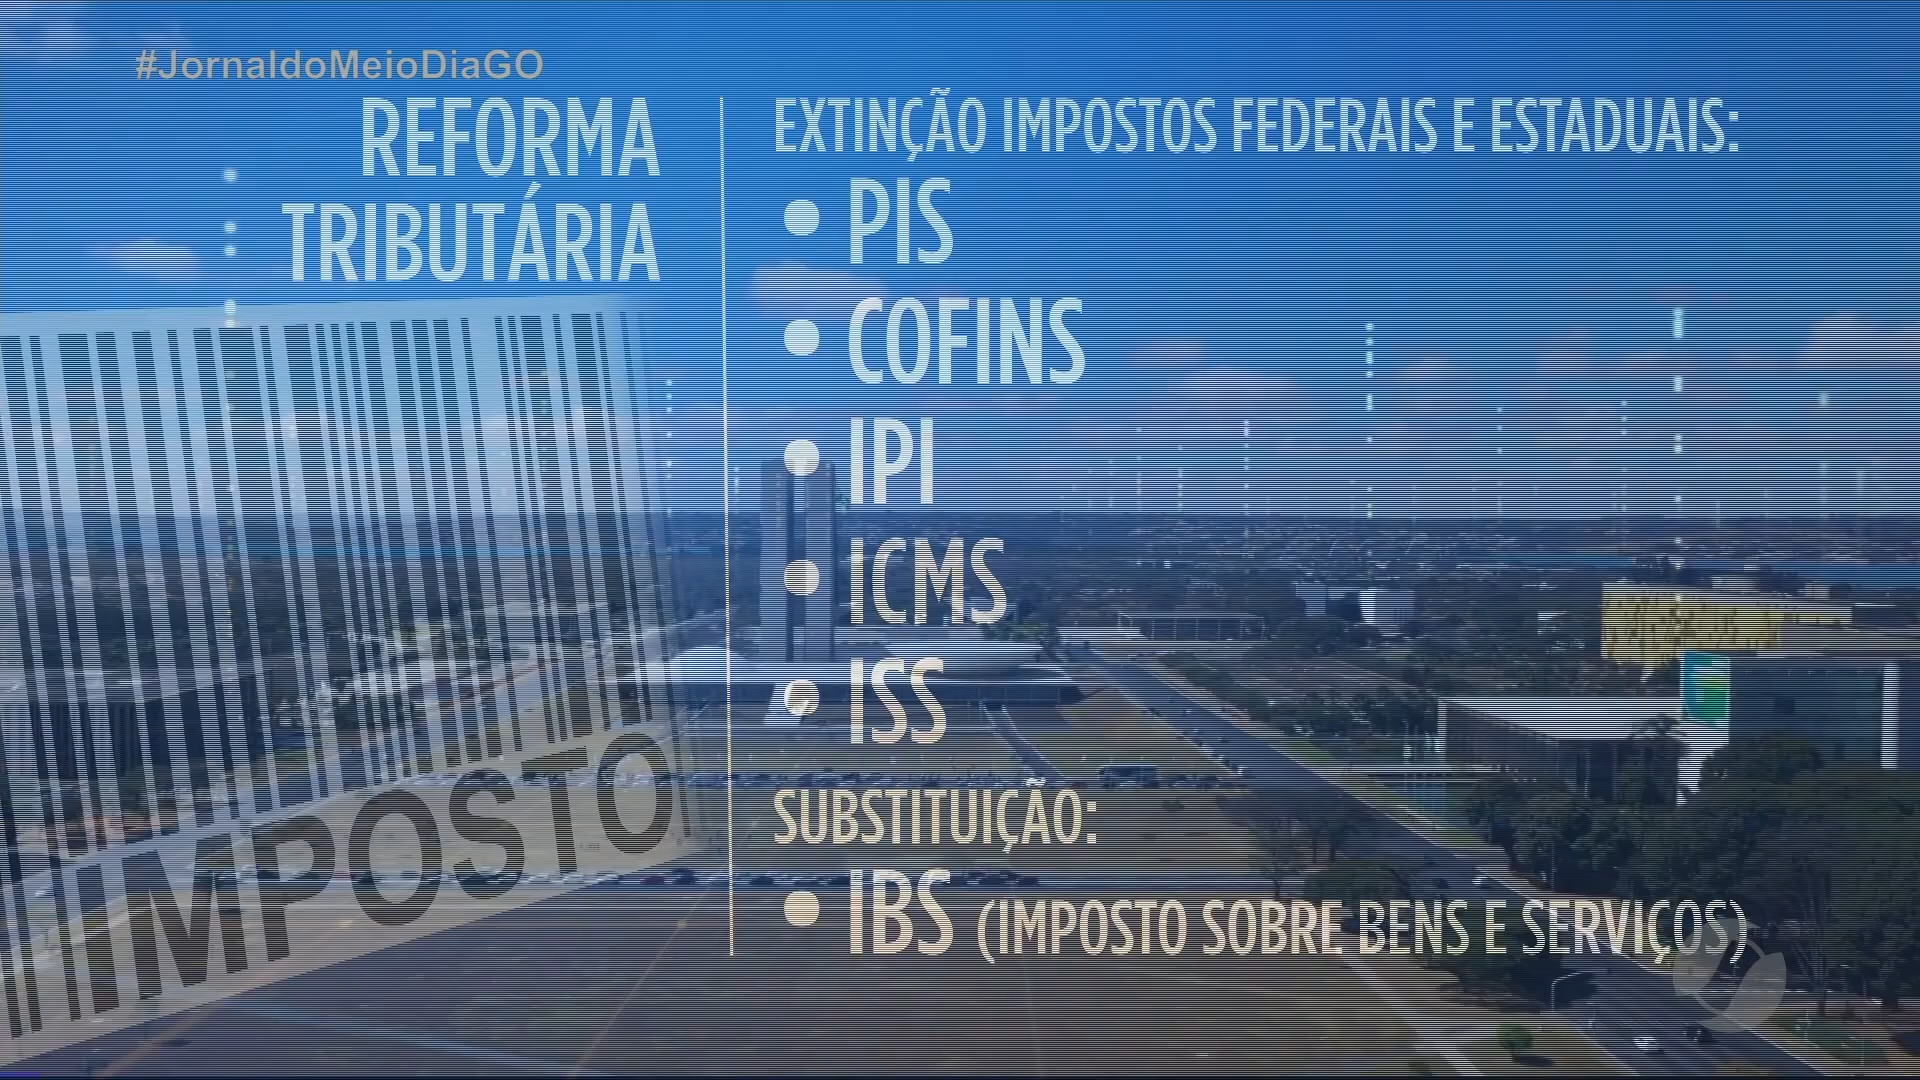 #JornaldoMeioDiaGO
REFORMA
TRIBUTÁRIA
IMPOSTO
EXTINÇÃO IMPOSTOS FEDERAIS E ESTADUAIS:
• PIS
• COFINS
• IPI
• ICMS
• ISS
SUBSTITUIÇÃO:
• IBS (IMPOSTO SOBRE BENS E SERVIÇOS)